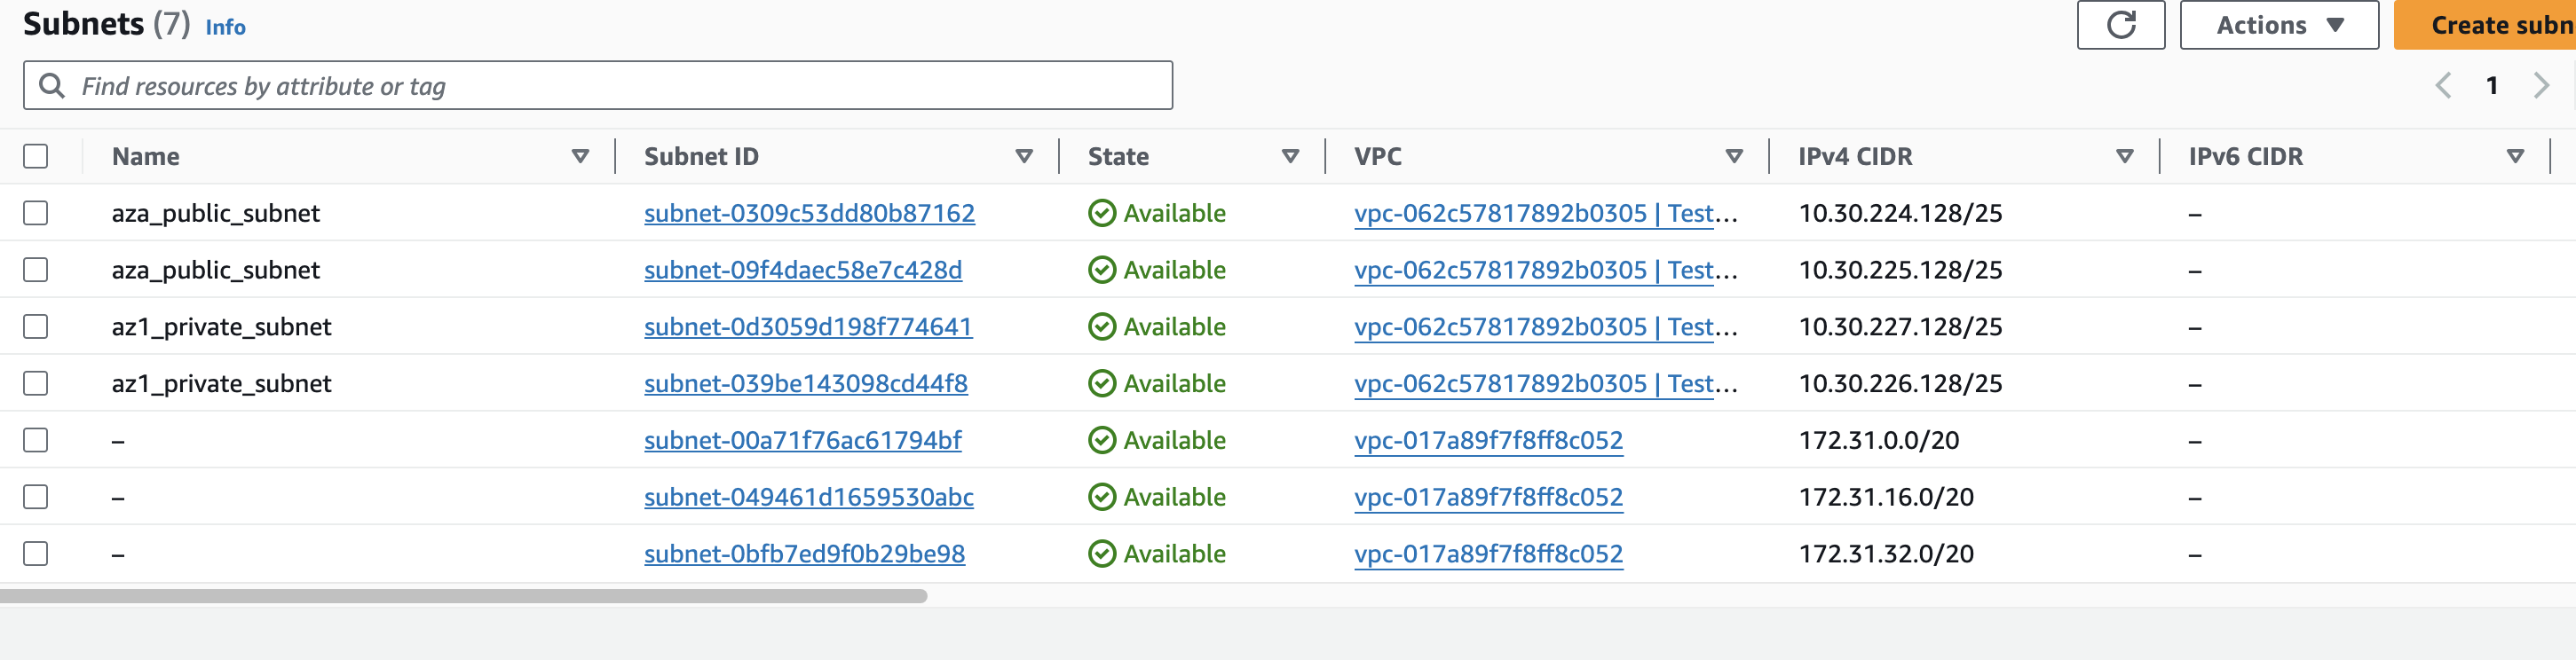 Subnets (7) Info
Actions
Create subn
Find resources by attribute or tag
1
Name Subnet ID State VPC IPv4 CIDR IPv6 CIDR
aza_public_subnet subnet-0309c53dd80b87162 Available vpc-062c57817892b0305 | Test... 10.30.224.128/25 –
aza_public_subnet subnet-09f4daec58e7c428d Available vpc-062c57817892b0305 | Test... 10.30.225.128/25 –
az1_private_subnet subnet-0d3059d198f774641 Available vpc-062c57817892b0305 | Test... 10.30.227.128/25 –
az1_private_subnet subnet-039be143098cd44f8 Available vpc-062c57817892b0305 | Test... 10.30.226.128/25 –
– subnet-00a71f76ac61794bf Available vpc-017a89f7f8ff8c052 172.31.0.0/20 –
– subnet-049461d1659530abc Available vpc-017a89f7f8ff8c052 172.31.16.0/20 –
– subnet-0bfb7ed9f0b29be98 Available vpc-017a89f7f8ff8c052 172.31.32.0/20 –